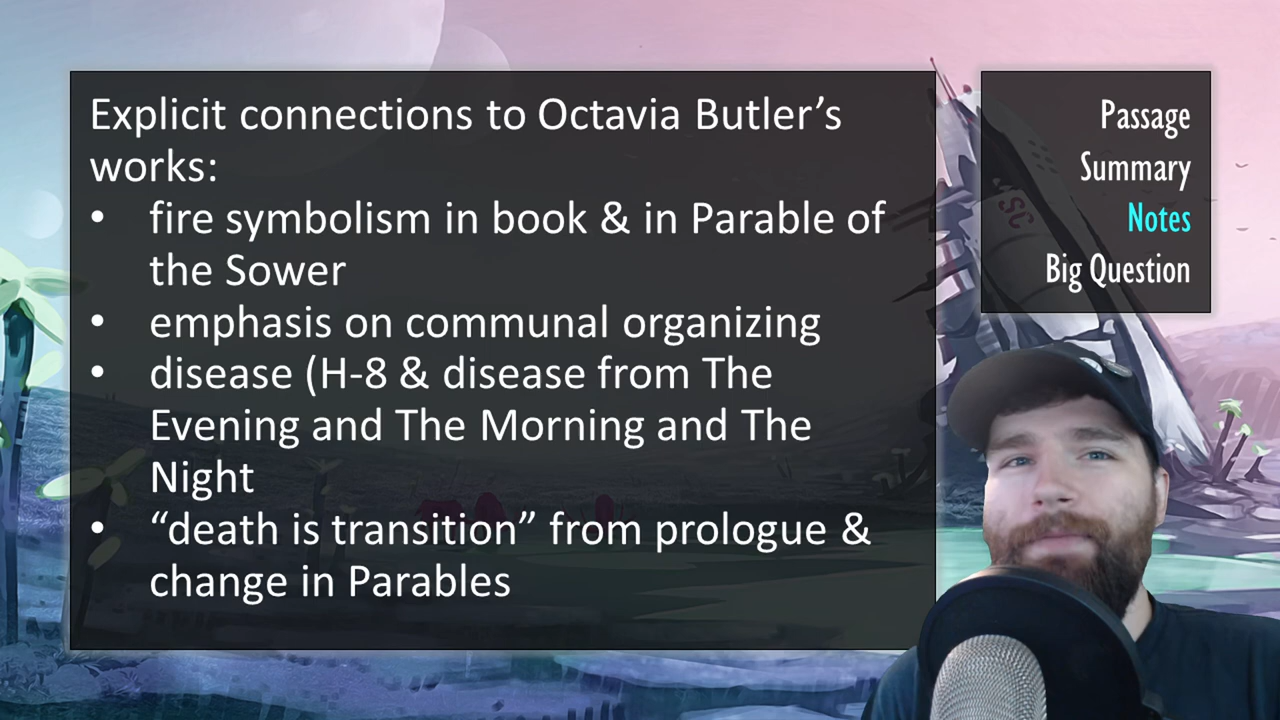 Explicit connections to Octavia Butler’s
works:
• fire symbolism in book & in Parable of
the Sower
• emphasis on communal organizing
• disease (H-8 & disease from The
Evening and The Morning and The
Night
• “death is transition” from prologue &
change in Parables
Passage
Summary
Notes
Big Question
SC